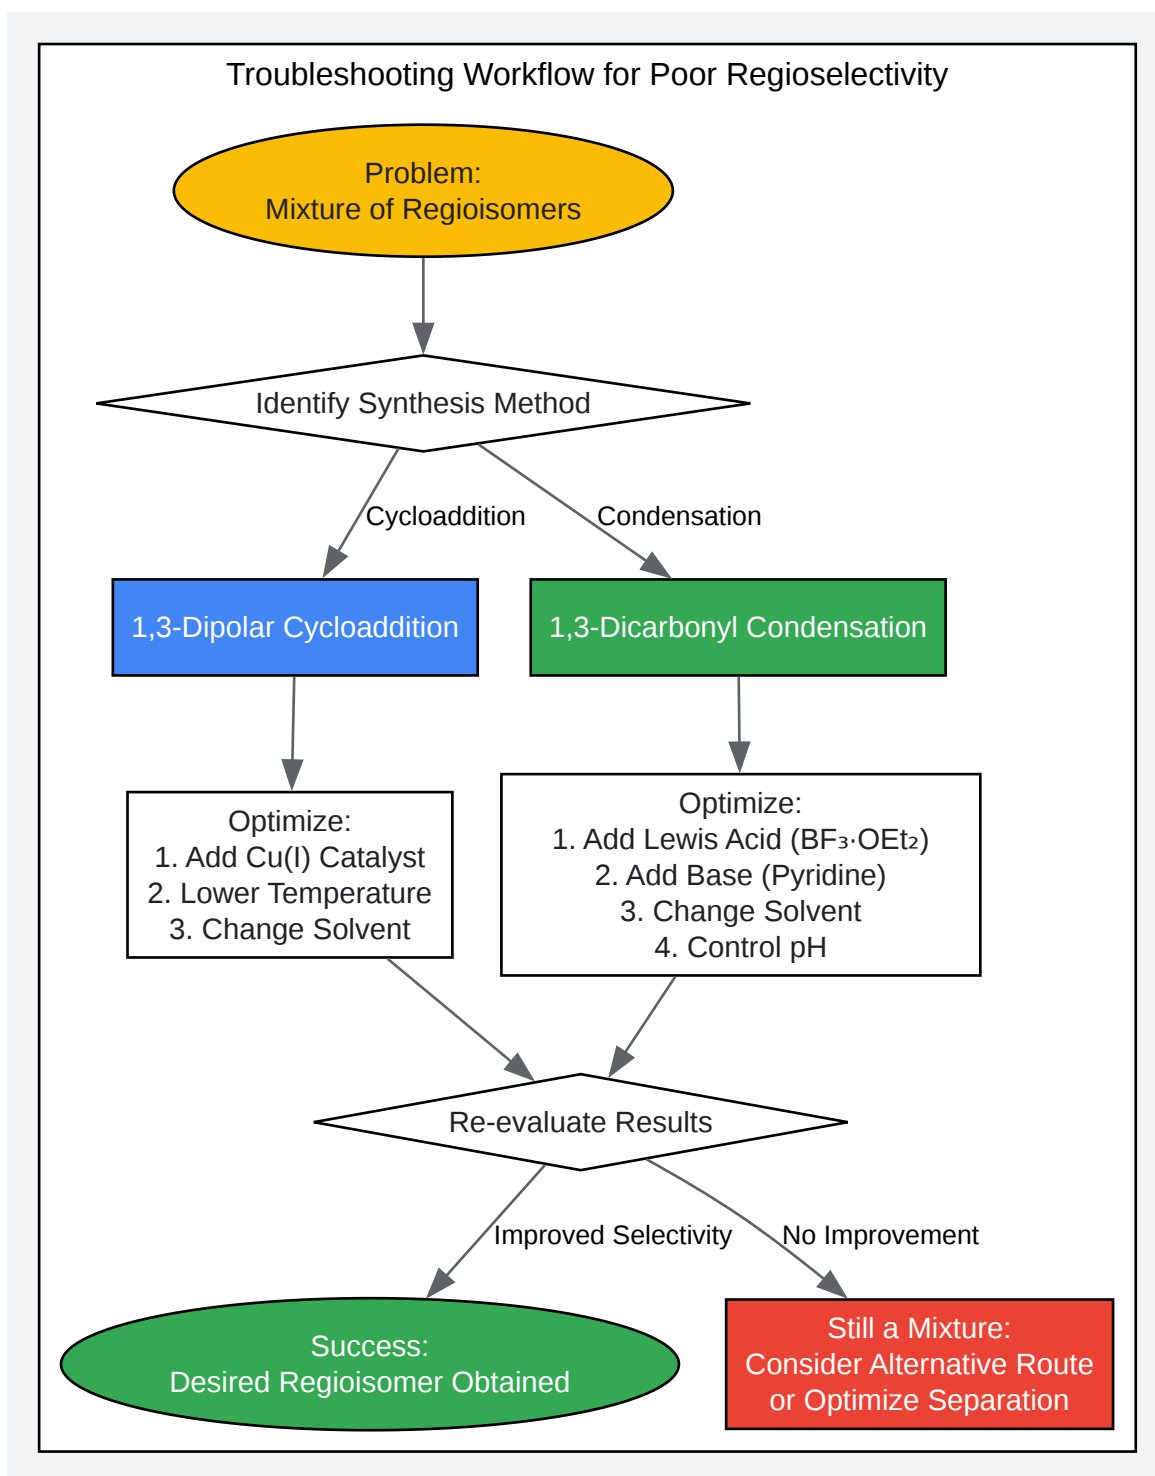 Troubleshooting Workflow for Poor Regioselectivity
Problem:
Mixture of Regioisomers
Identify Synthesis Method
Cycloaddition
Condensation
1,3-Dipolar Cycloaddition
1,3-Dicarbonyl Condensation
Optimize:
1. Add Cu(I) Catalyst
2. Lower Temperature
3. Change Solvent
Optimize:
1. Add Lewis Acid (BF₃·OEt₂)
2. Add Base (Pyridine)
3. Change Solvent
4. Control pH
Re-evaluate Results
Improved Selectivity
No Improvement
Success:
Desired Regioisomer Obtained
Still a Mixture:
Consider Alternative Route
or Optimize Separation